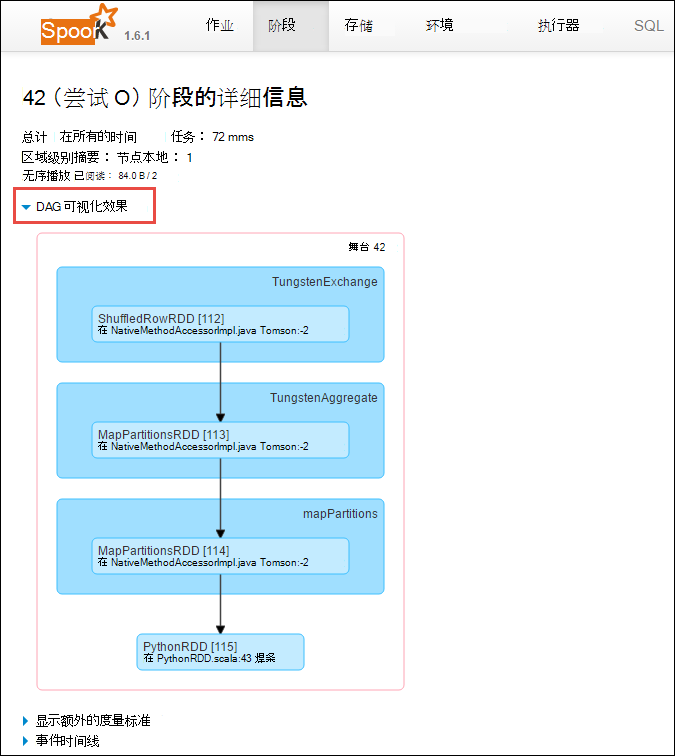 Spook 1.6.1 作业 阶段 存储 环境 执行器 SQL
42（尝试 O）阶段的详细信息
总计 在所有的时间 任务： 72 mms
区域级别摘要： 节点本地： 1
无序播放 已阅读： 84.0 B / 2
DAG 可视化效果
舞台 42
TungstenExchange
ShuffledRowRDD [112]
在 NativeMethodAccessorImpl.java Tomson:-2
TungstenAggregate
MapPartitionsRDD [113]
在 NativeMethodAccessorImpl.java Tomson:-2
mapPartitions
MapPartitionsRDD [114]
在 NativeMethodAccessorImpl.java Tomson:-2
PythonRDD [115]
在 PythonRDD.scala:43 煋条
显示额外的度量标准
事件时间线